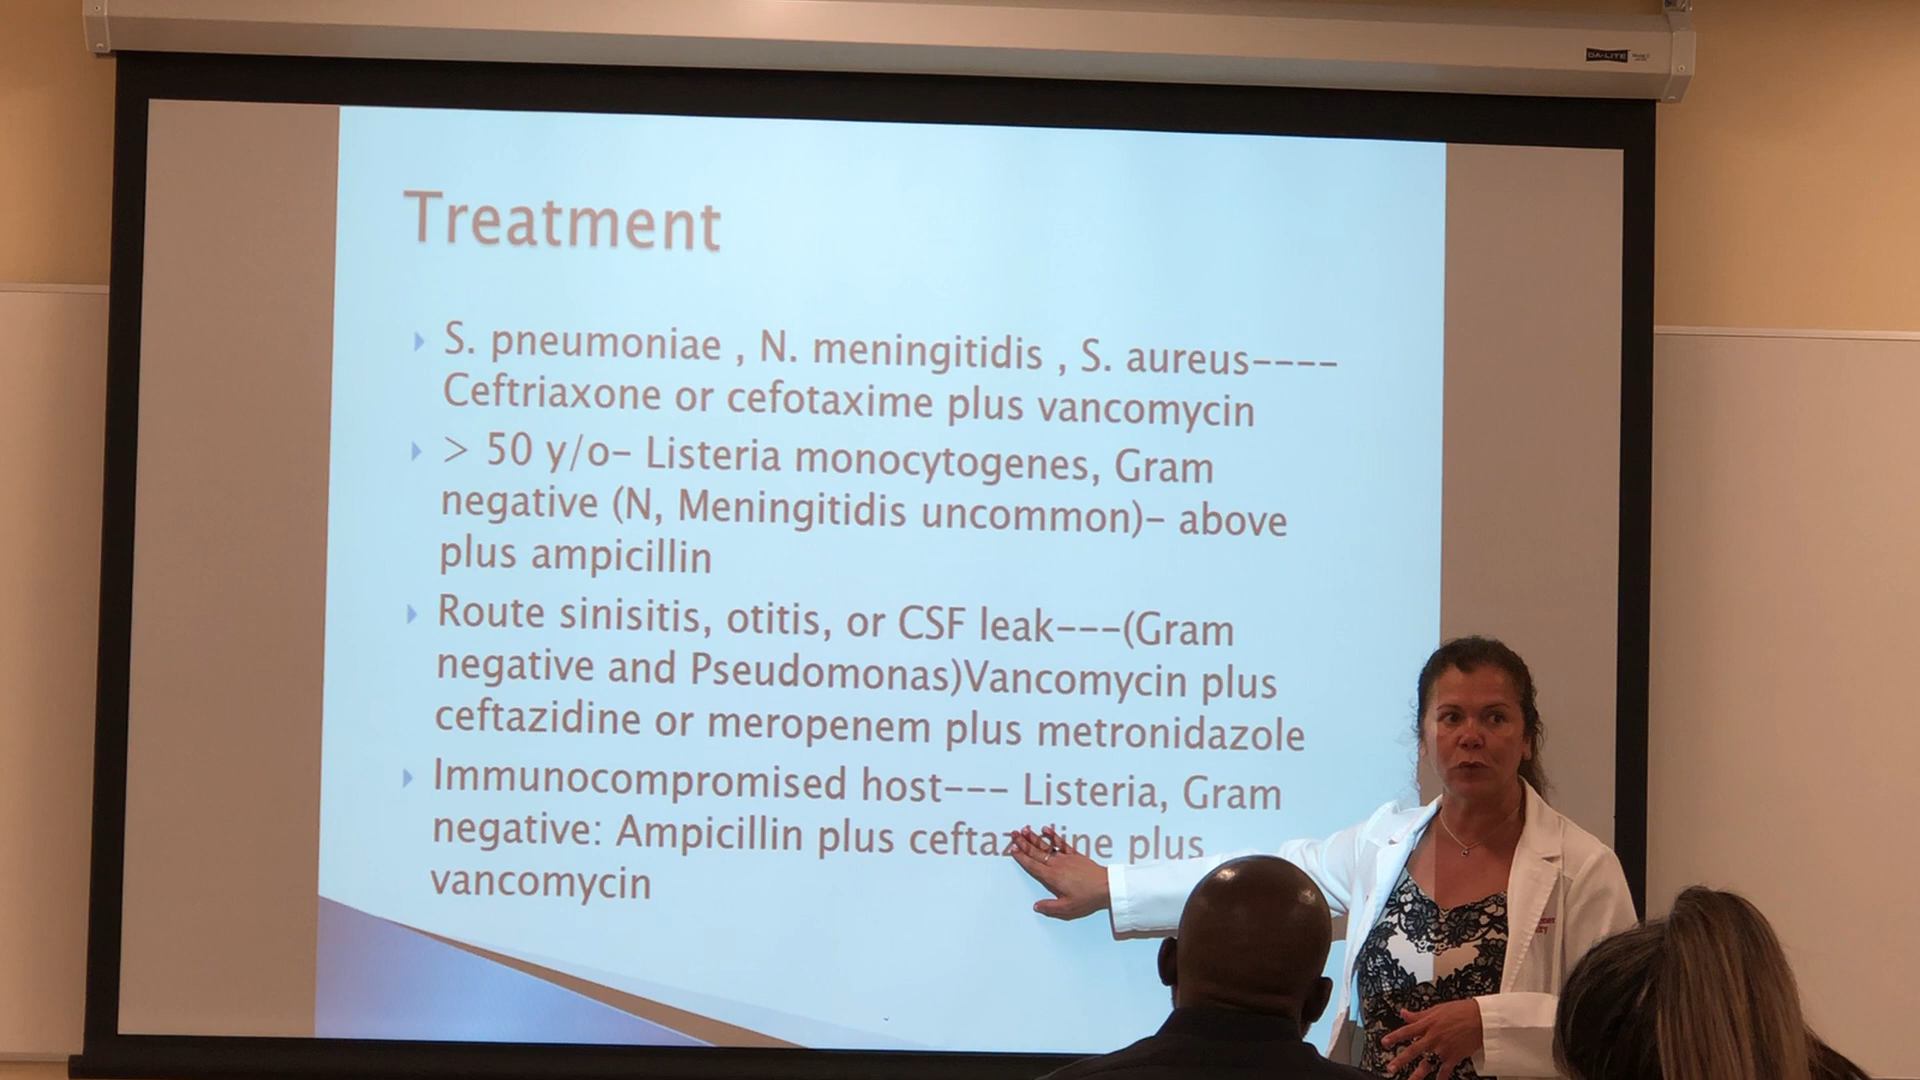 DA-LITE
Treatment
S. pneumoniae , N. meningitidis , S. aureus----
Ceftriaxone or cefotaxime plus vancomycin
> 50 y/o- Listeria monocytogenes, Gram
negative (N, Meningitidis uncommon)- above
plus ampicillin
Route sinisitis, otitis, or CSF leak---(Gram
negative and Pseudomonas)Vancomycin plus
ceftazidine or meropenem plus metronidazole
Immunocompromised host--- Listeria, Gram
negative: Ampicillin plus ceftazidine plus
vancomycin